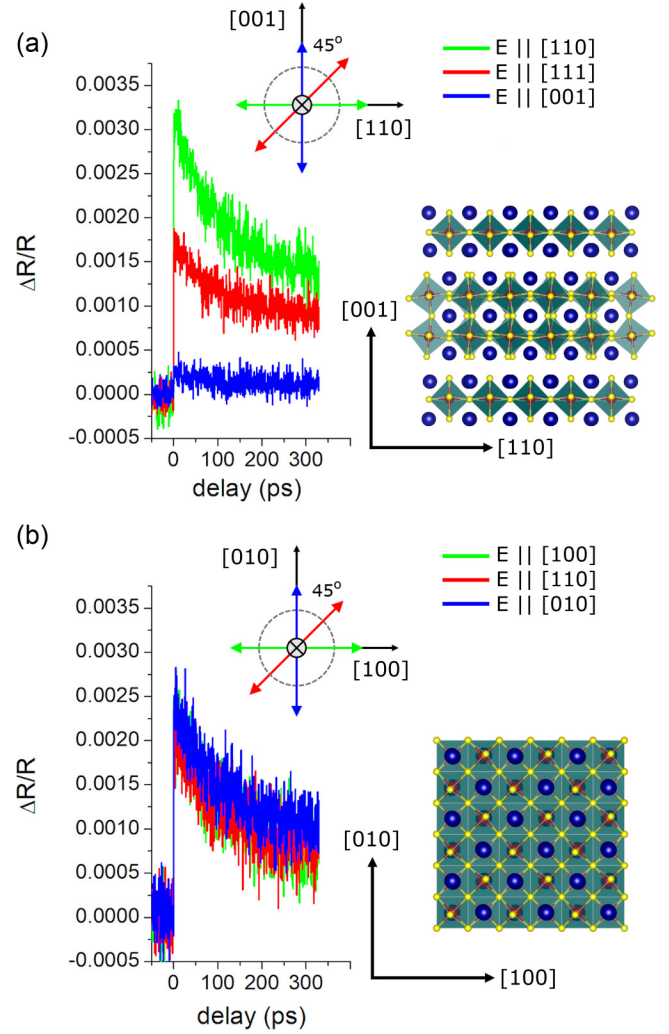 (a)
[001]
45°
[110]
E || [110]
E || [111]
E || [001]
0.0035
0.0030
0.0025
0.0020
0.0015
0.0010
0.0005
0.0000
-0.0005
ΔR/R
0 100 200 300
delay (ps)
[001]
[110]
(b)
[010]
45°
[100]
E || [100]
E || [110]
E || [010]
0.0035
0.0030
0.0025
0.0020
0.0015
0.0010
0.0005
0.0000
-0.0005
ΔR/R
0 100 200 300
delay (ps)
[010]
[100]